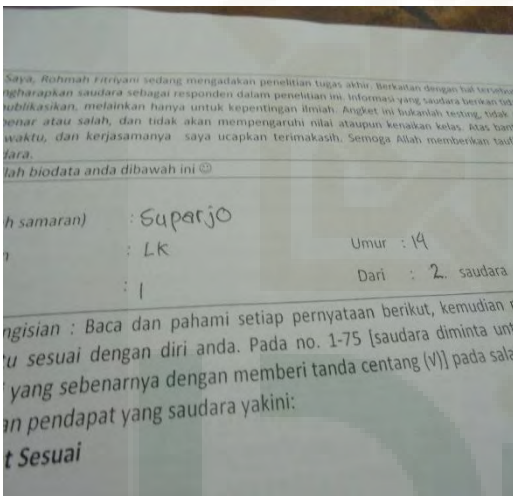 Saya, Rohmah Fitriyani sedang mengadakan penelitian tugas akhir. Berkaitan dengan hal tersebut
ngharapkan saudara sebagai responden dalam penelitian ini. Informasi yang saudara berikan tid
publikasikan, melainkan hanya untuk kepentingan ilmiah. Angket ini bukanlah testing, tidak
benar atau salah, dan tidak akan mempengaruhi nilai ataupun kenaikan kelas. Atas ban
waktu, dan kerjasamanya saya ucapkan terimakasih. Semoga Allah memberikan tauf
dara.
lah biodata anda dibawah ini ☺
h samaran) : Suparjo
: LK Umur : 14
: 1 Dari : 2 saudara
ngisian : Baca dan pahami setiap pernyataan berikut, kemudian
u sesuai dengan diri anda. Pada no. 1-75 [saudara diminta unt
yang sebenarnya dengan memberi tanda centang (V)] pada sala
an pendapat yang saudara yakini:
t Sesuai